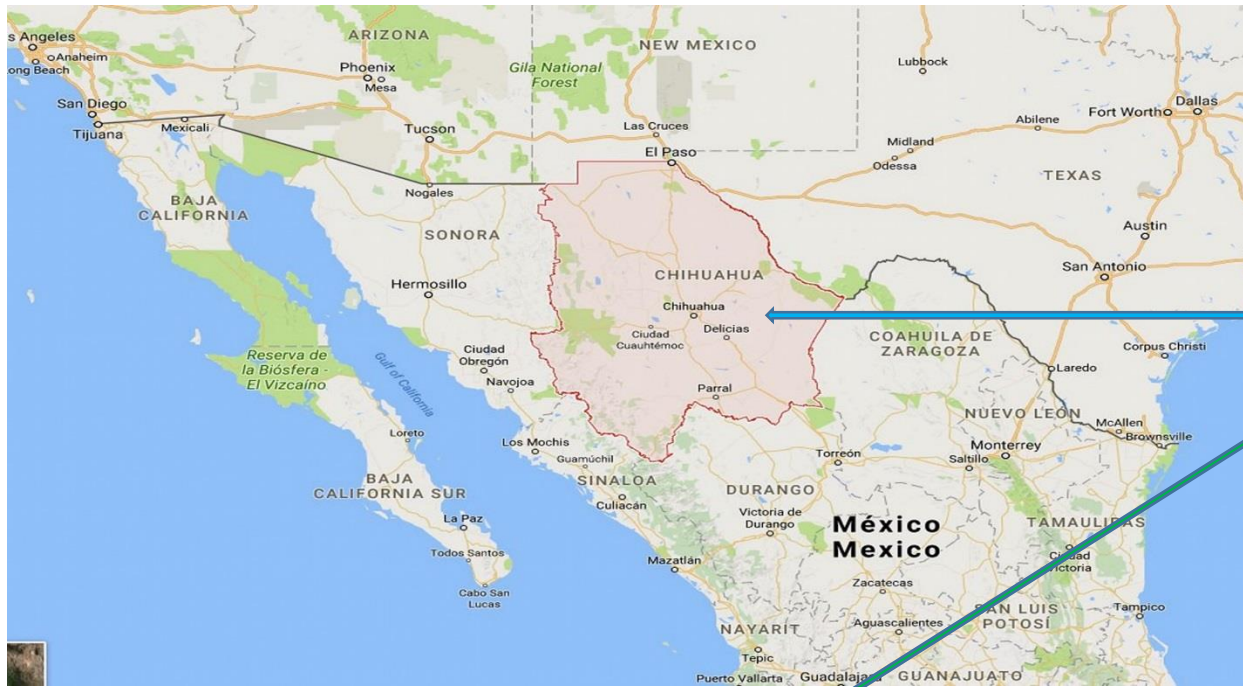 s Angeles
Anaheim
ong Beach
San Diego
Tijuana
Mexicali
ARIZONA
Phoenix
Mesa
Tucson
Nogales
Gila National
Forest
NEW MEXICO
Las Cruces
El Paso
Lubbock
Midland
Odessa
Abilene
Fort Worth
Dallas
TEXAS
Austin
San Antonio
Corpus Christi
Laredo
McAllen
Brownsville
BAJA
CALIFORNIA
SONORA
Hermosillo
Ciudad
Obregón
Navojoa
Reserva de
la Biósfera -
El Vizcaíno
Gulf of California
CHIHUAHUA
Chihuahua
Delicias
Ciudad
Cuauhtémoc
Parral
COAHUILA DE
ZARAGOZA
NUEVO LEÓN
Monterrey
Saltillo
Torreón
Loreto
BAJA
CALIFORNIA SUR
La Paz
Todos Santos
Cabo San
Lucas
Los Mochis
Guamúchil
SINALOA
Culiacán
Mazatlán
DURANGO
Victoria de
Durango
México
Mexico
TAMAULIPAS
Ciudad
Victoria
Zacatecas
SAN LUIS
POTOSÍ
Aguascalientes
Tampico
NAYARIT
Tepic
Puerto Vallarta
Guadalajara
GUANAJUATO